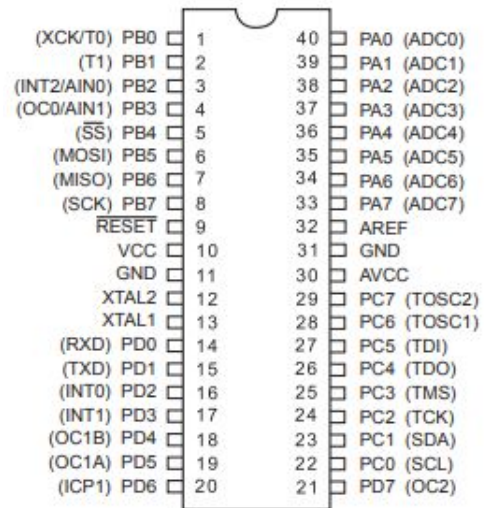 (XCK/T0) PB0 1 40 PA0 (ADC0)
(T1) PB1 2 39 PA1 (ADC1)
(INT2/AIN0) PB2 3 38 PA2 (ADC2)
(OC0/AIN1) PB3 4 37 PA3 (ADC3)
(SS) PB4 5 36 PA4 (ADC4)
(MOSI) PB5 6 35 PA5 (ADC5)
(MISO) PB6 7 34 PA6 (ADC6)
(SCK) PB7 8 33 PA7 (ADC7)
RESET 9 32 AREF
VCC 10 31 GND
GND 11 30 AVCC
XTAL2 12 29 PC7 (TOSC2)
XTAL1 13 28 PC6 (TOSC1)
(RXD) PD0 14 27 PC5 (TDI)
(TXD) PD1 15 26 PC4 (TDO)
(INT0) PD2 16 25 PC3 (TMS)
(INT1) PD3 17 24 PC2 (TCK)
(OC1B) PD4 18 23 PC1 (SDA)
(OC1A) PD5 19 22 PC0 (SCL)
(ICP1) PD6 20 21 PD7 (OC2)